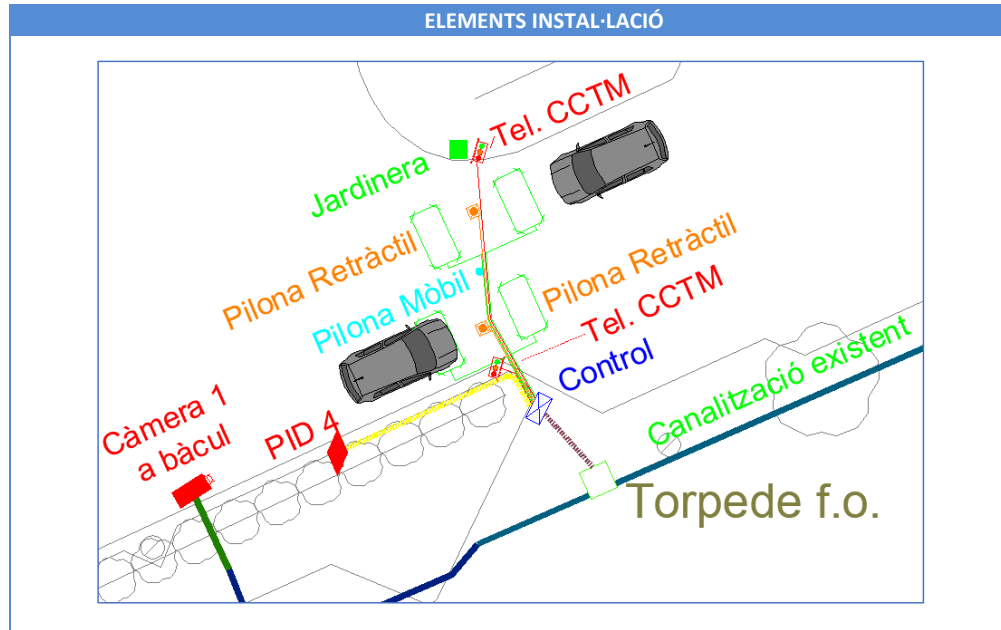 ELEMENTS INSTAL·LACIÓ
Tel. CCTM
Jardinera
Pilona Retràctil
Pilona Mòbil
Pilona Retràctil
Tel. CCTM
Control
Canalització existent
Càmera 1
a bàcul
PID 4
Torpede f.o.